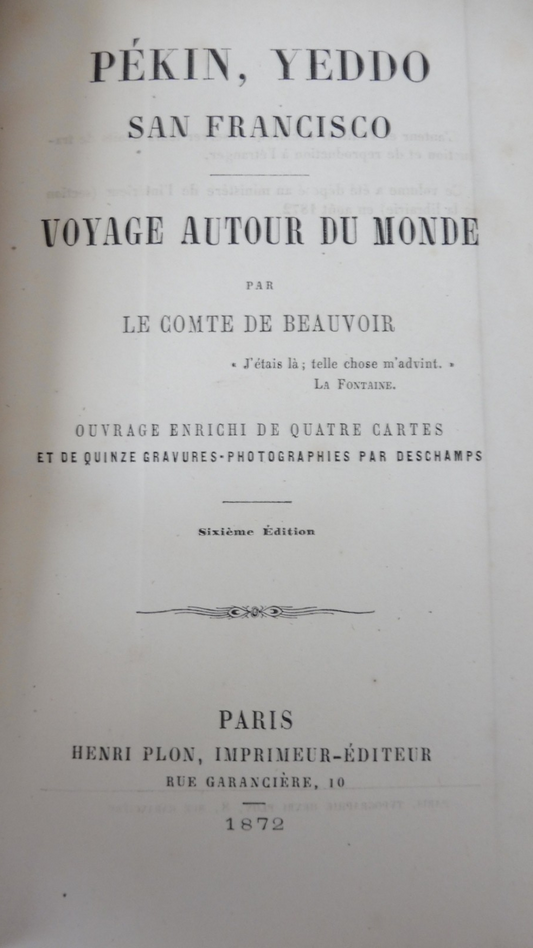 PÉKIN, YEDDO
SAN FRANCISCO
VOYAGE AUTOUR DU MONDE
PAR
LE COMTE DE BEAUVOIR
« J'étais là ; telle chose m'advint. »
LA FONTAINE.
OUVRAGE ENRICHI DE QUATRE CARTES
ET DE QUINZE GRAVURES-PHOTOGRAPHIES PAR DESCHAMPS
Sixième Édition
PARIS
HENRI PLON, IMPRIMEUR-ÉDITEUR
RUE GARANCIÈRE, 10
1872